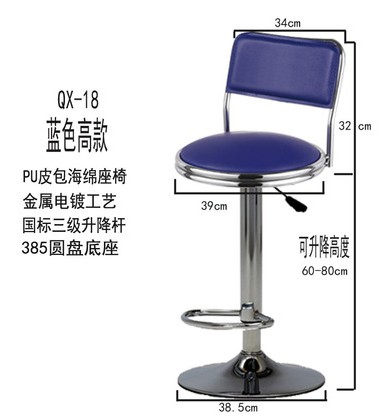 34cm
QX-18
蓝色高款
32 cm
PU皮包海绵座椅
金属电镀工艺
39cm
国标三级升降杆
385圆盘底座
可升降高度
60-80cm
38.5cm